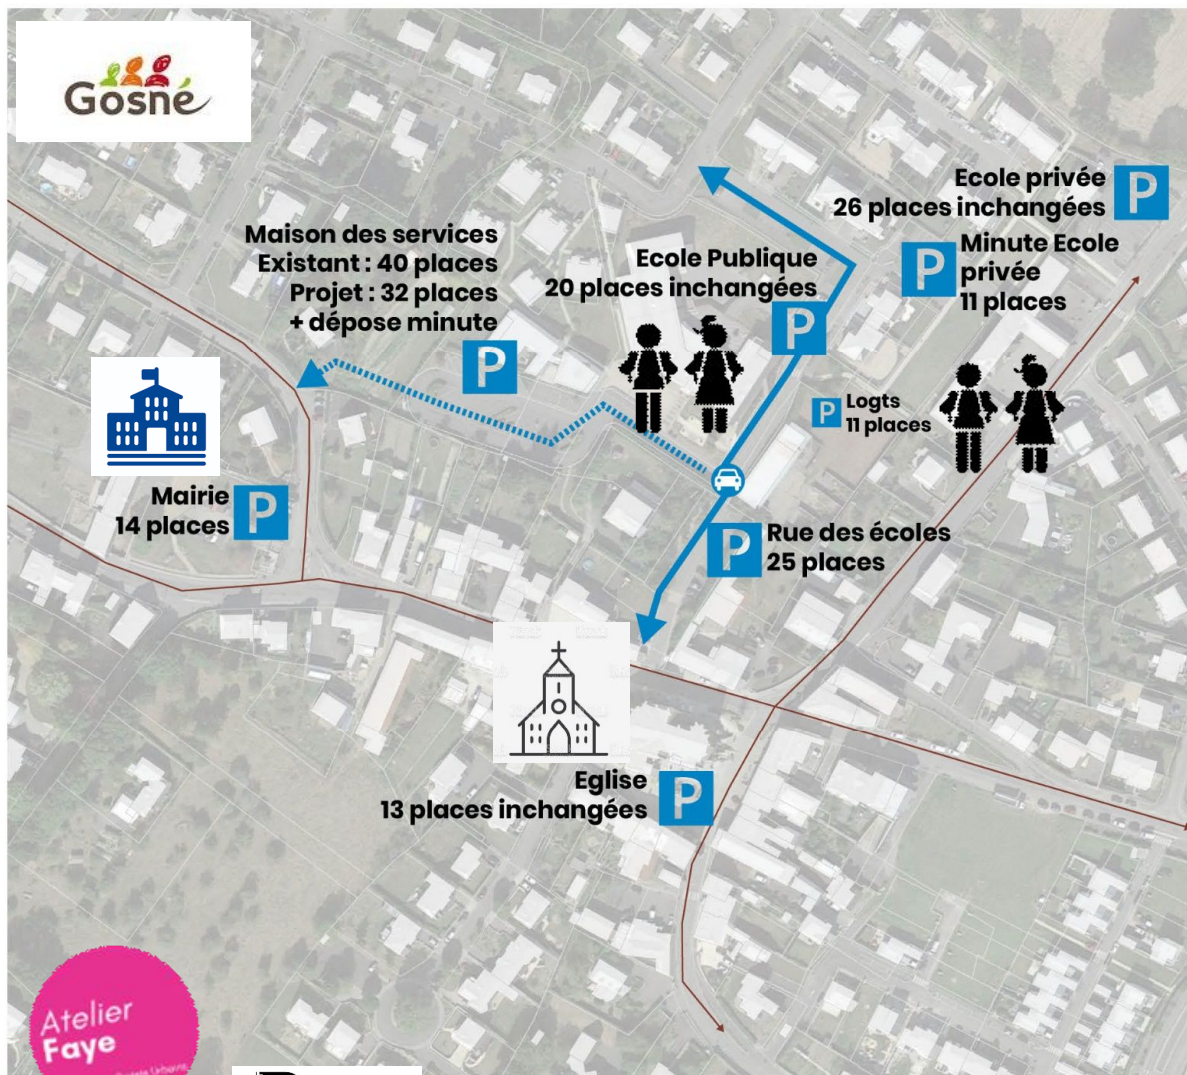 Gosné
Ecole privée
26 places inchangées
P
Maison des services
Existant : 40 places
Projet : 32 places
+ dépose minute
P
Ecole Publique
20 places inchangées
P
P
Minute Ecole
privée
11 places
P
Logts
11 places
Mairie
14 places
P
P
Rue des écoles
25 places
Eglise
13 places inchangées
P
Atelier
Faye